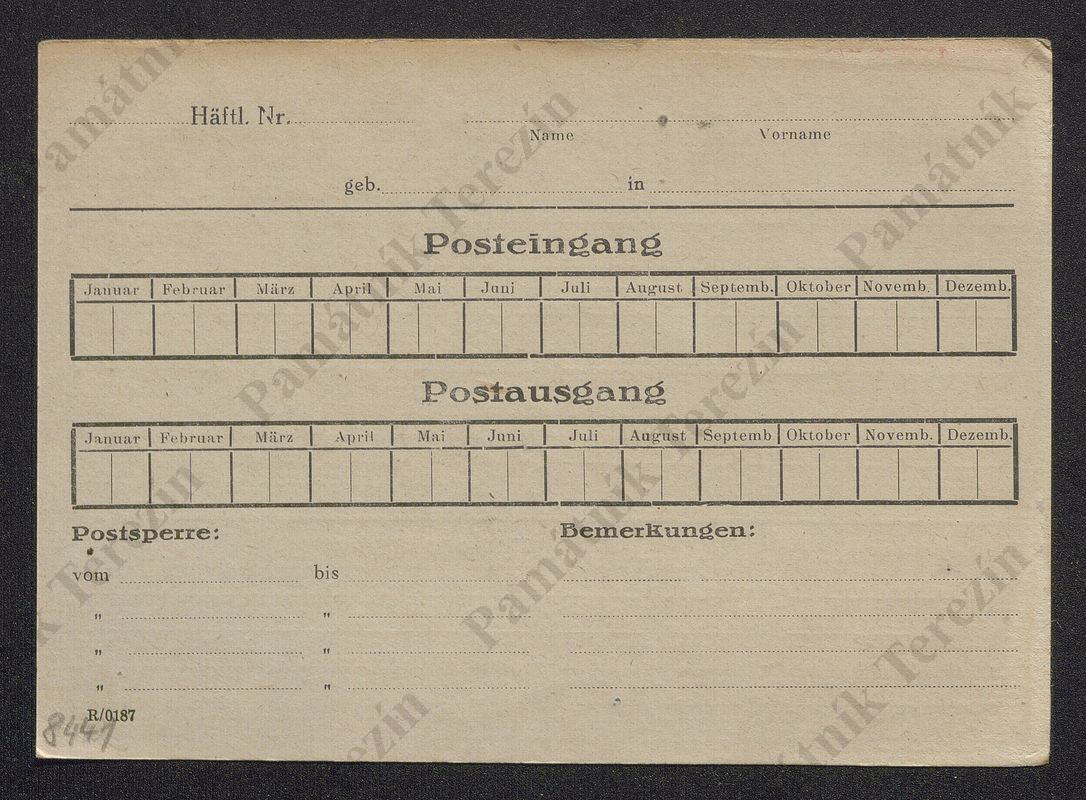 Häftl. Nr.
Name Vorname
geb. in
Posteingang
Januar Februar März April Mai Juni Juli August Septemb. Oktober Novemb. Dezemb.
Postausgang
Januar Februar März April Mai Juni Juli August Septemb Oktober Novemb. Dezemb.
Postsperre: Bemerkungen:
vom bis
" "
" "
" "
R/0187
8441
Památník Terezín